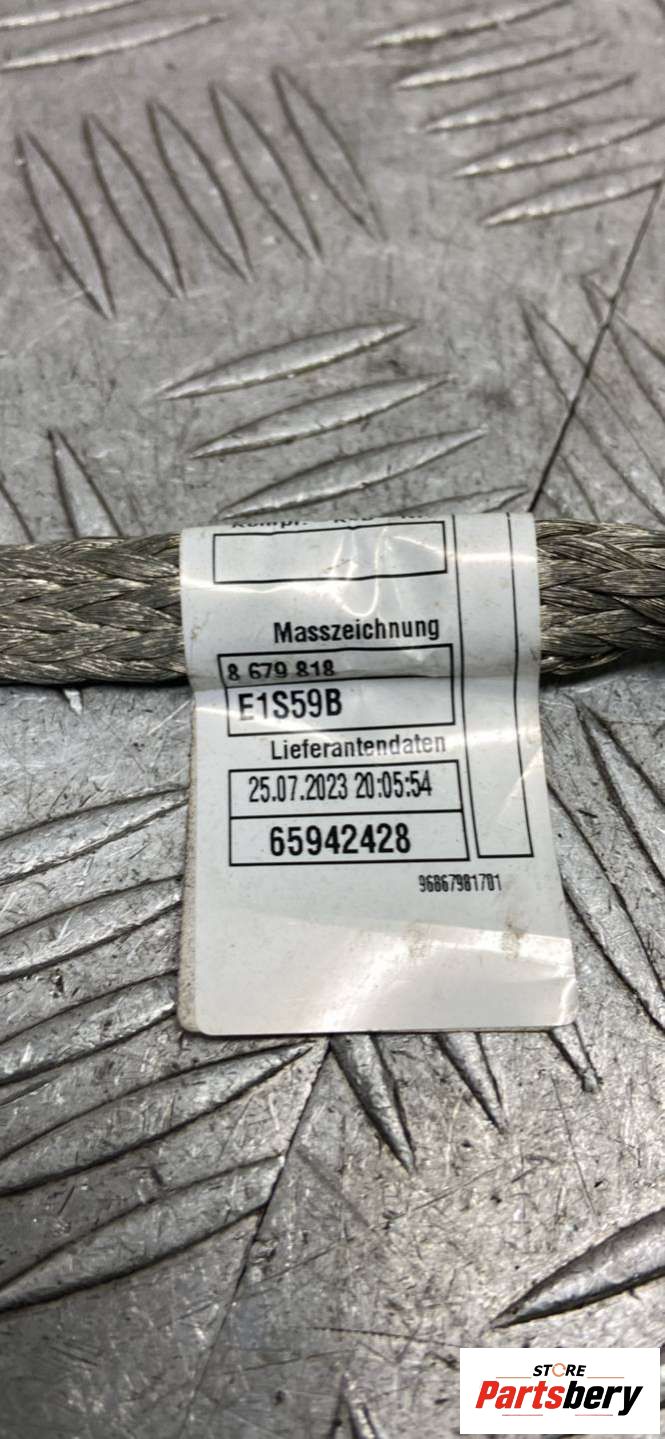 Masszeichnung
8 679 818
E1S59B
Lieferantendaten
25.07.2023 20:05:54
65942428
96867981701
STORE
Partsbery